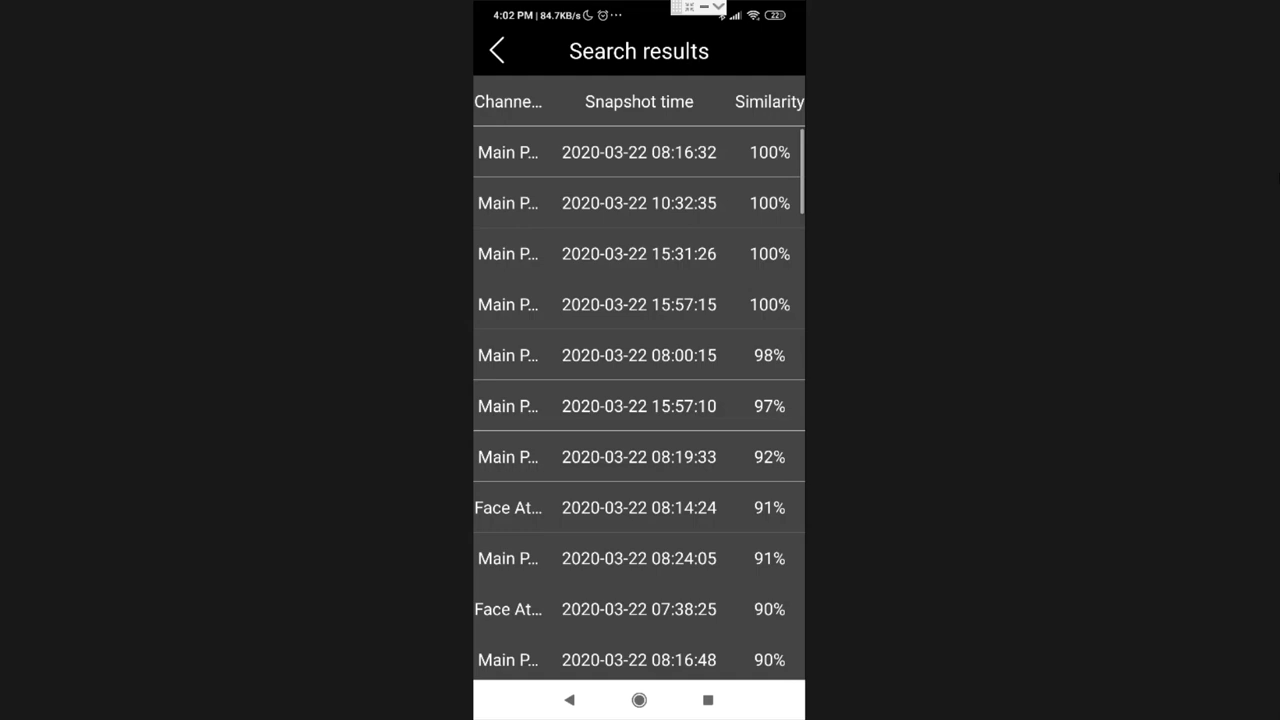 4:02 PM | 84.7KB/s ... 22
Search results
Channe... Snapshot time Similarity
Main P... 2020-03-22 08:16:32 100%
Main P... 2020-03-22 10:32:35 100%
Main P... 2020-03-22 15:31:26 100%
Main P... 2020-03-22 15:57:15 100%
Main P... 2020-03-22 08:00:15 98%
Main P... 2020-03-22 15:57:10 97%
Main P... 2020-03-22 08:19:33 92%
Face At... 2020-03-22 08:14:24 91%
Main P... 2020-03-22 08:24:05 91%
Face At... 2020-03-22 07:38:25 90%
Main P... 2020-03-22 08:16:48 90%